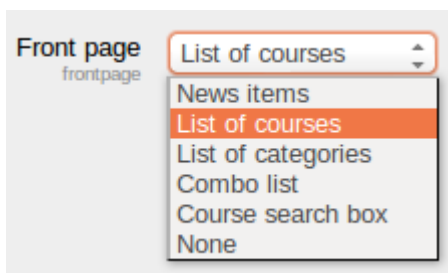 Front page
frontpage
List of courses
News items
List of courses
List of categories
Combo list
Course search box
None